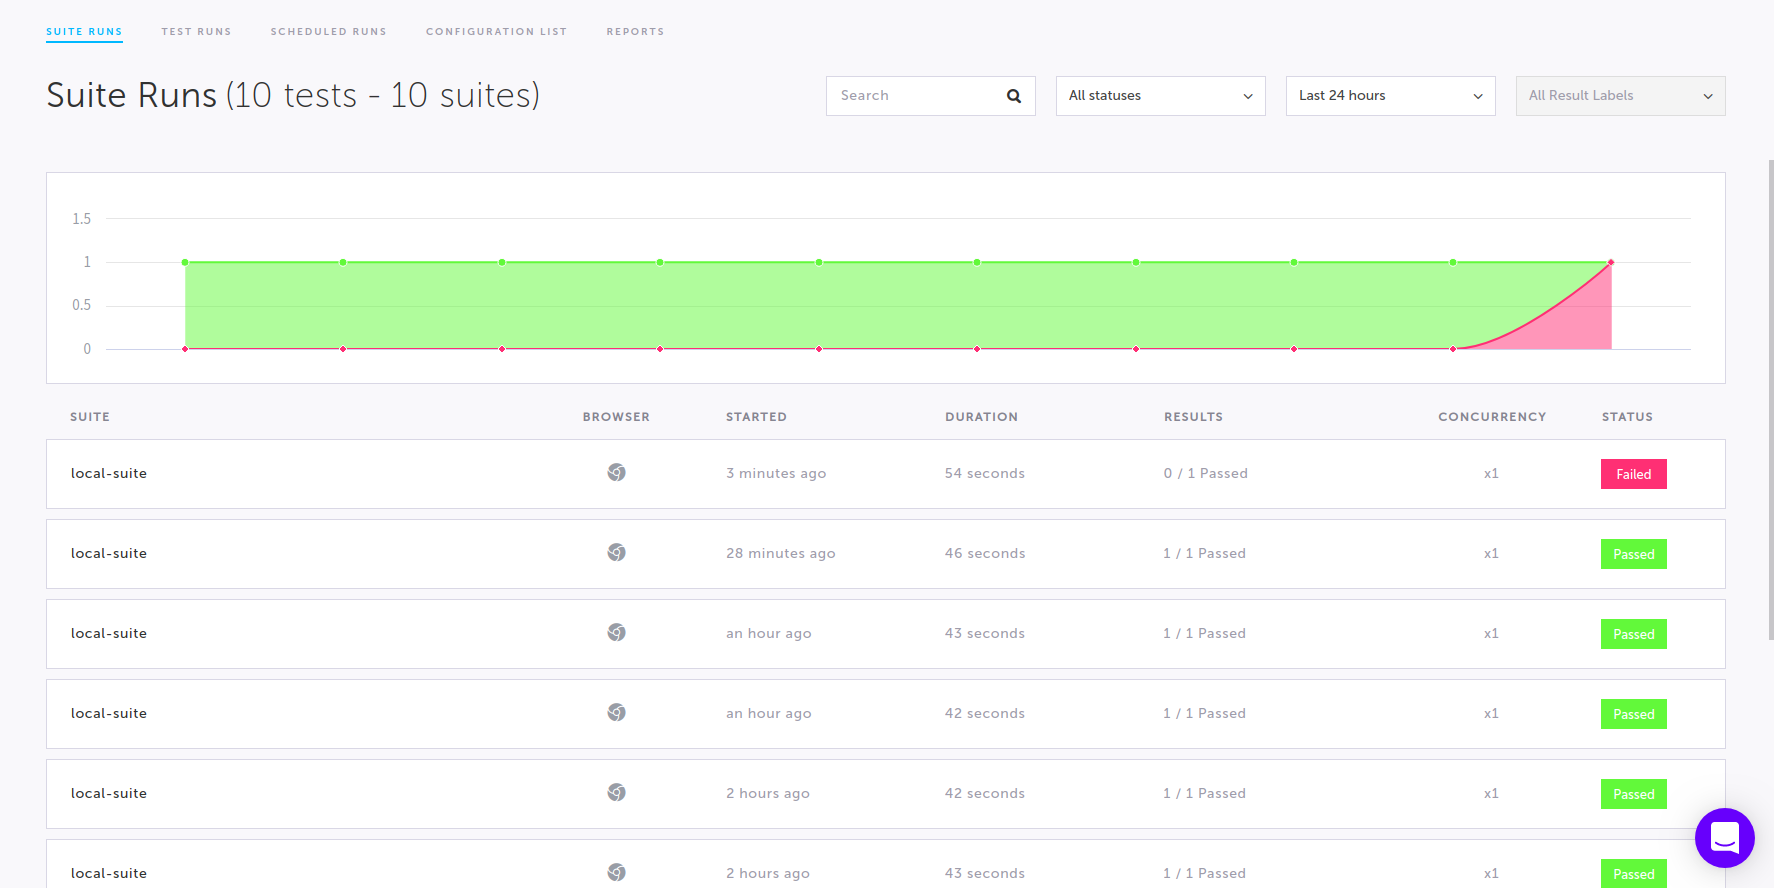 SUITE RUNS TEST RUNS SCHEDULED RUNS CONFIGURATION LIST REPORTS
Suite Runs (10 tests - 10 suites) Search All statuses Last 24 hours All Result Labels
1.5
1
0.5
0
SUITE BROWSER STARTED DURATION RESULTS CONCURRENCY STATUS
local-suite 3 minutes ago 54 seconds 0 / 1 Passed x1 Failed
local-suite 28 minutes ago 46 seconds 1 / 1 Passed x1 Passed
local-suite an hour ago 43 seconds 1 / 1 Passed x1 Passed
local-suite an hour ago 42 seconds 1 / 1 Passed x1 Passed
local-suite 2 hours ago 42 seconds 1 / 1 Passed x1 Passed
local-suite 2 hours ago 43 seconds 1 / 1 Passed x1 Passed